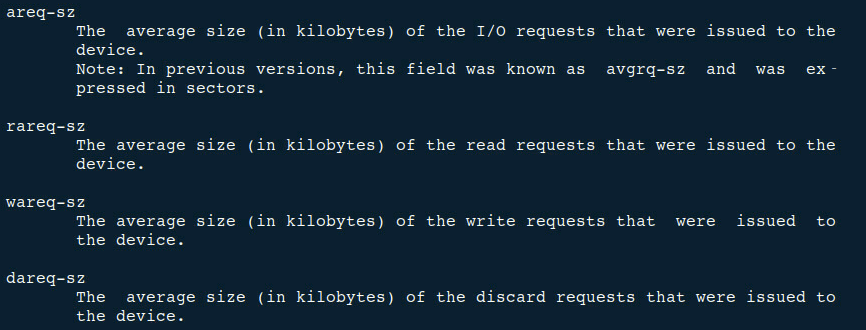 areq-sz
The average size (in kilobytes) of the I/O requests that were issued to the
device.
Note: In previous versions, this field was known as avgrq-sz and was ex-
pressed in sectors.
rareq-sz
The average size (in kilobytes) of the read requests that were issued to the
device.
wareq-sz
The average size (in kilobytes) of the write requests that were issued to
the device.
dareq-sz
The average size (in kilobytes) of the discard requests that were issued to
the device.